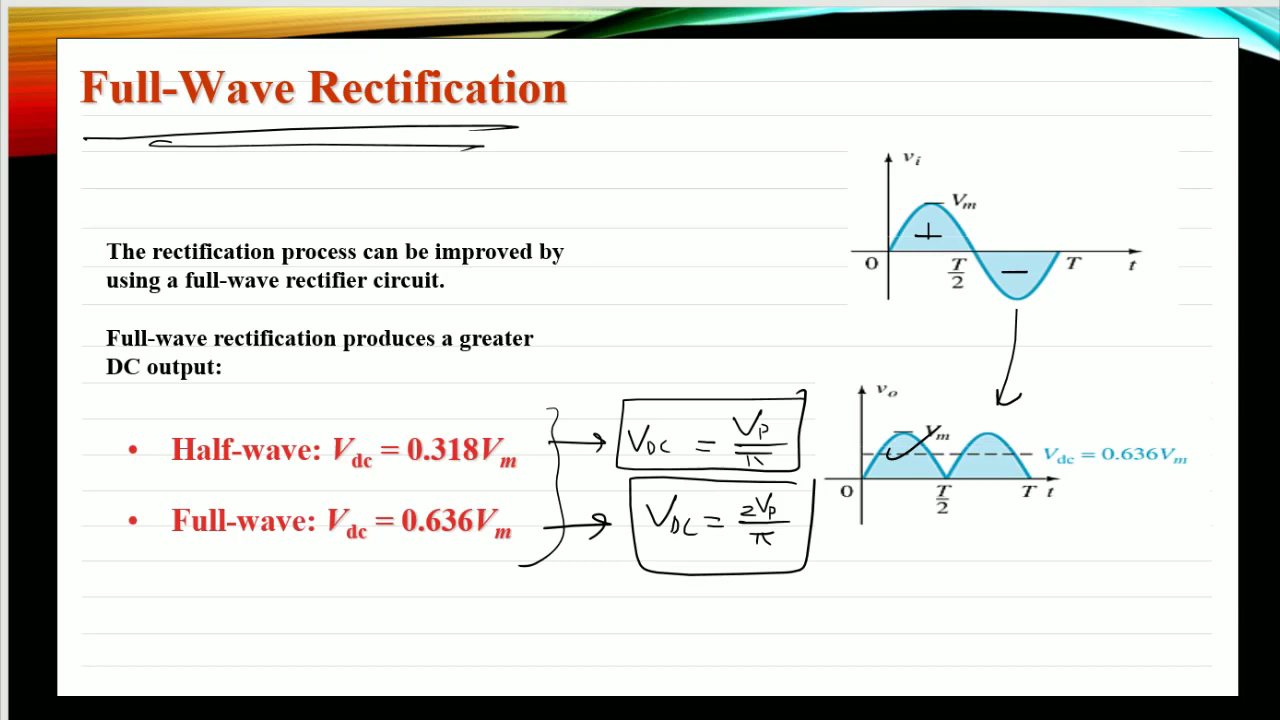 Full-Wave Rectification
The rectification process can be improved by
using a full-wave rectifier circuit.
Full-wave rectification produces a greater
DC output:
• Half-wave: Vdc = 0.318Vm
• Full-wave: Vdc = 0.636Vm
VDC = VP/π
VDC = 2VP/π
vi
Vm
+
−
0 T/2 T t
vo
Vm
Vdc = 0.636Vm
0 T/2 T t